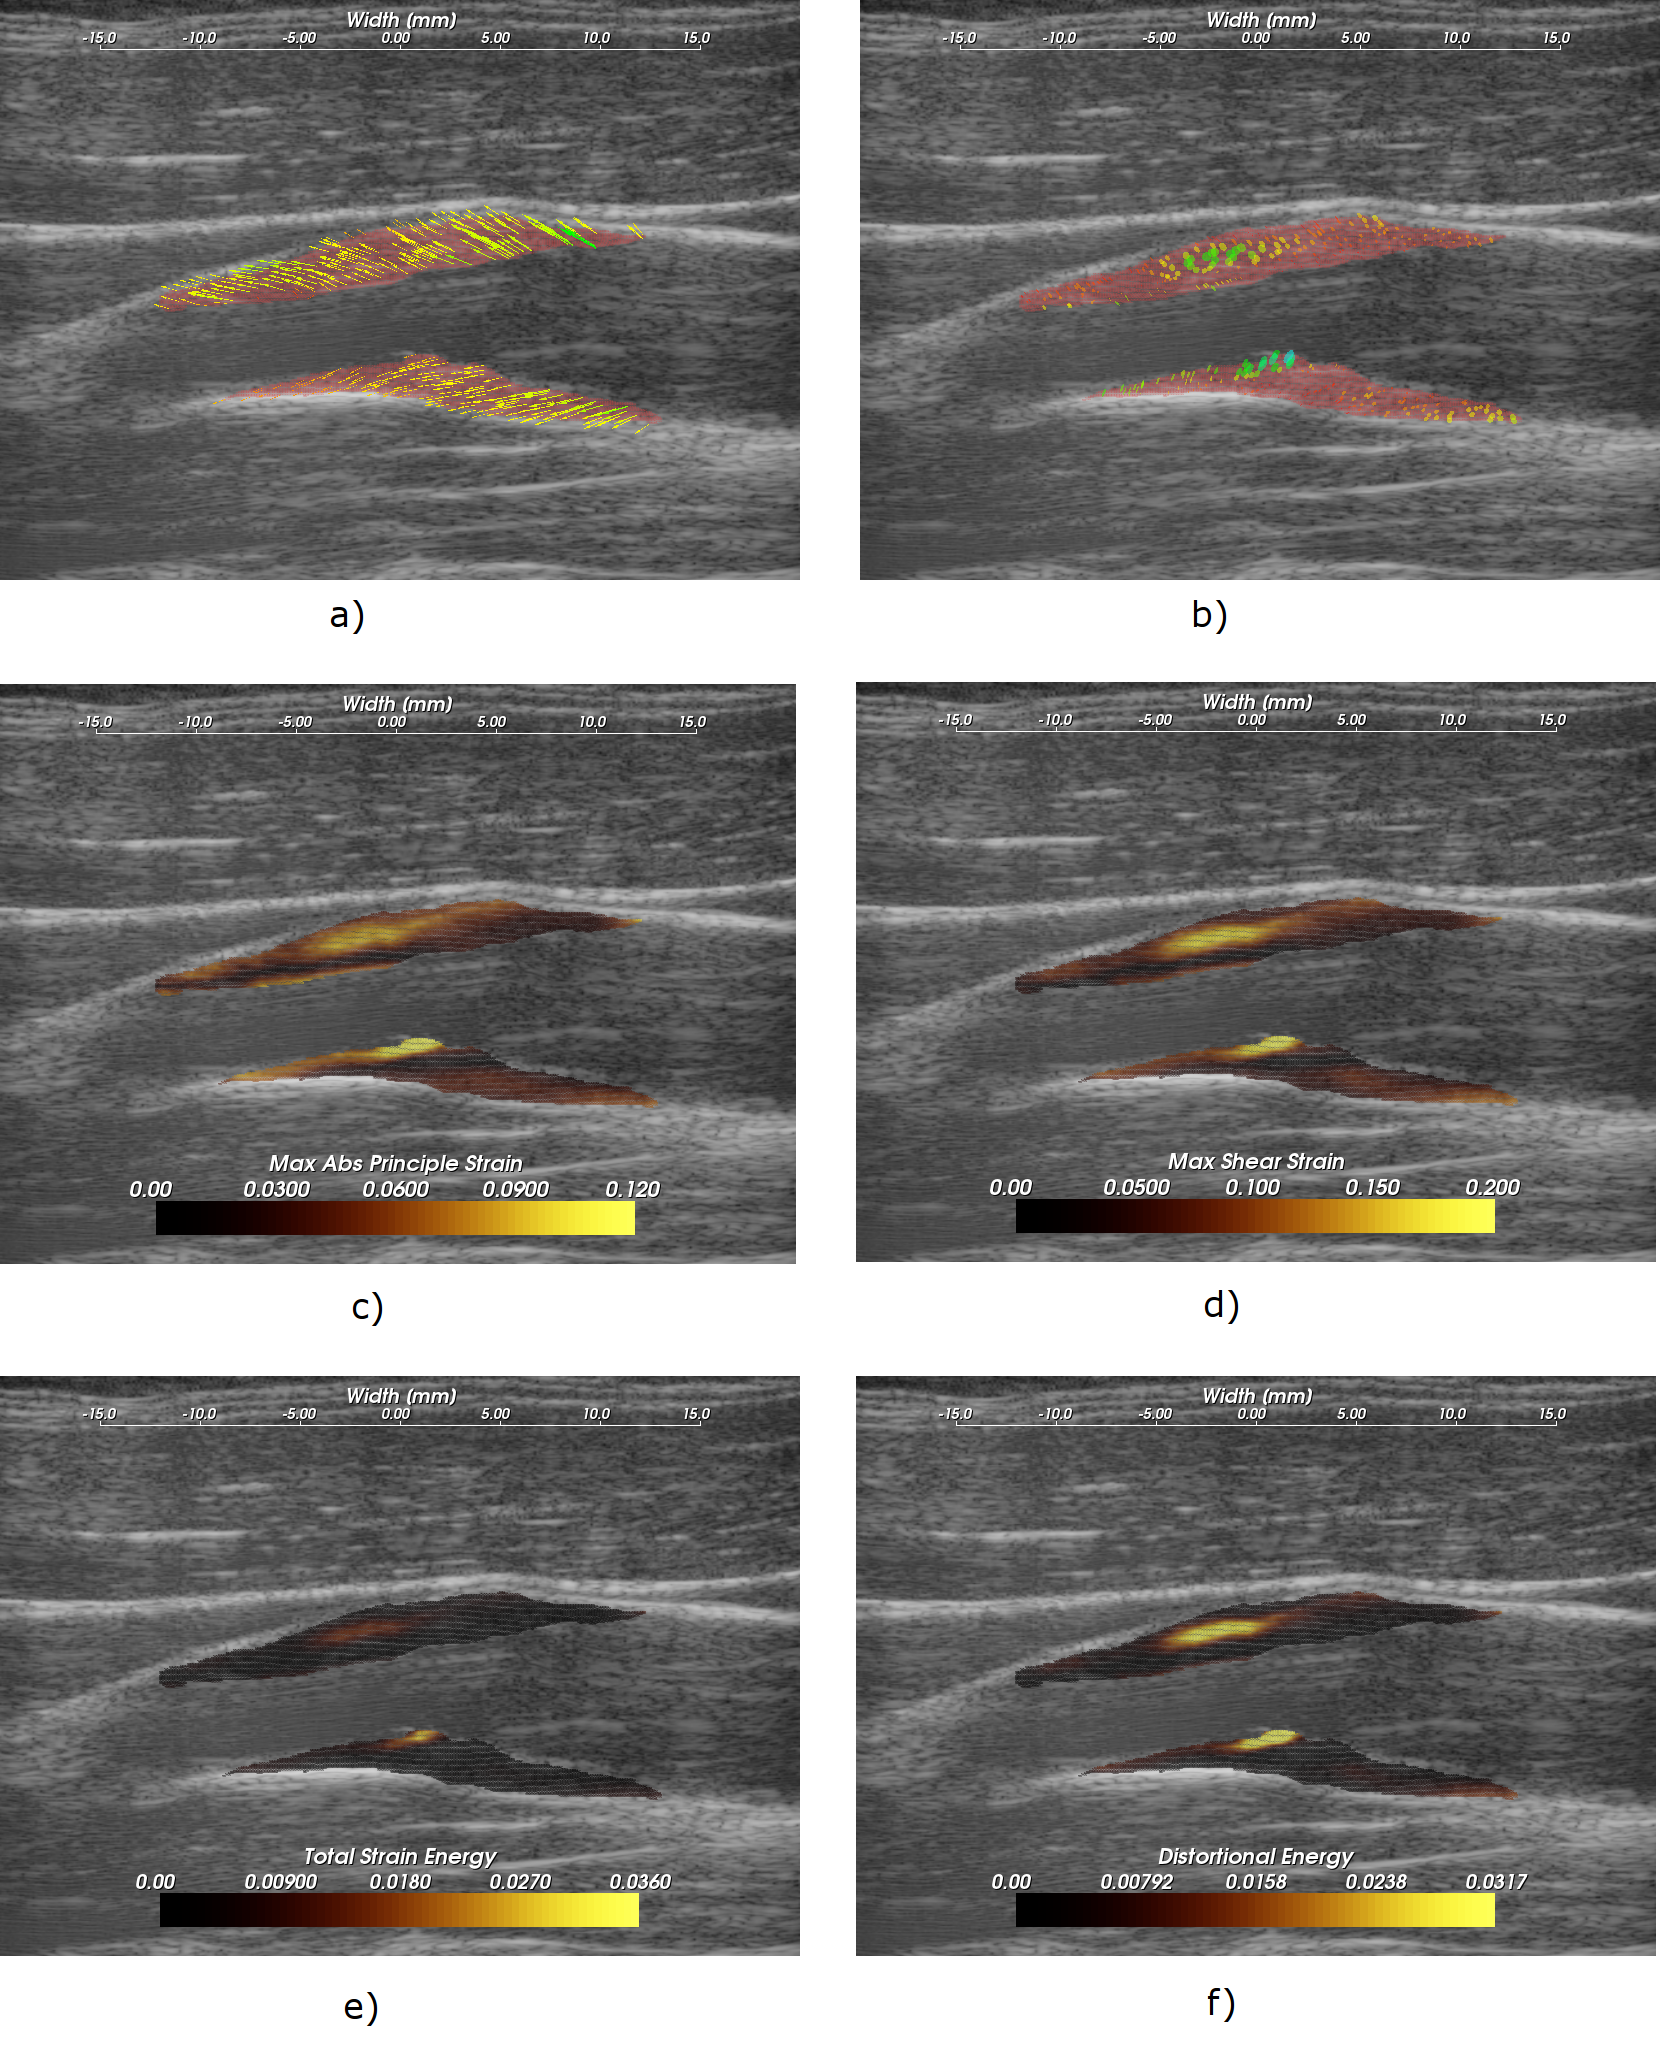 Width (mm)
-15.0 -10.0 -5.00 0.00 5.00 10.0 15.0
Width (mm)
-15.0 -10.0 -5.00 0.00 5.00 10.0 15.0
a)
b)
Width (mm)
-15.0 -10.0 -5.00 0.00 5.00 10.0 15.0
Max Abs Principle Strain
0.00 0.0300 0.0600 0.0900 0.120
Width (mm)
-15.0 -10.0 -5.00 0.00 5.00 10.0 15.0
Max Shear Strain
0.00 0.0500 0.100 0.150 0.200
c)
d)
Width (mm)
-15.0 -10.0 -5.00 0.00 5.00 10.0 15.0
Total Strain Energy
0.00 0.00900 0.0180 0.0270 0.0360
Width (mm)
-15.0 -10.0 -5.00 0.00 5.00 10.0 15.0
Distortional Energy
0.00 0.00792 0.0158 0.0238 0.0317
e)
f)